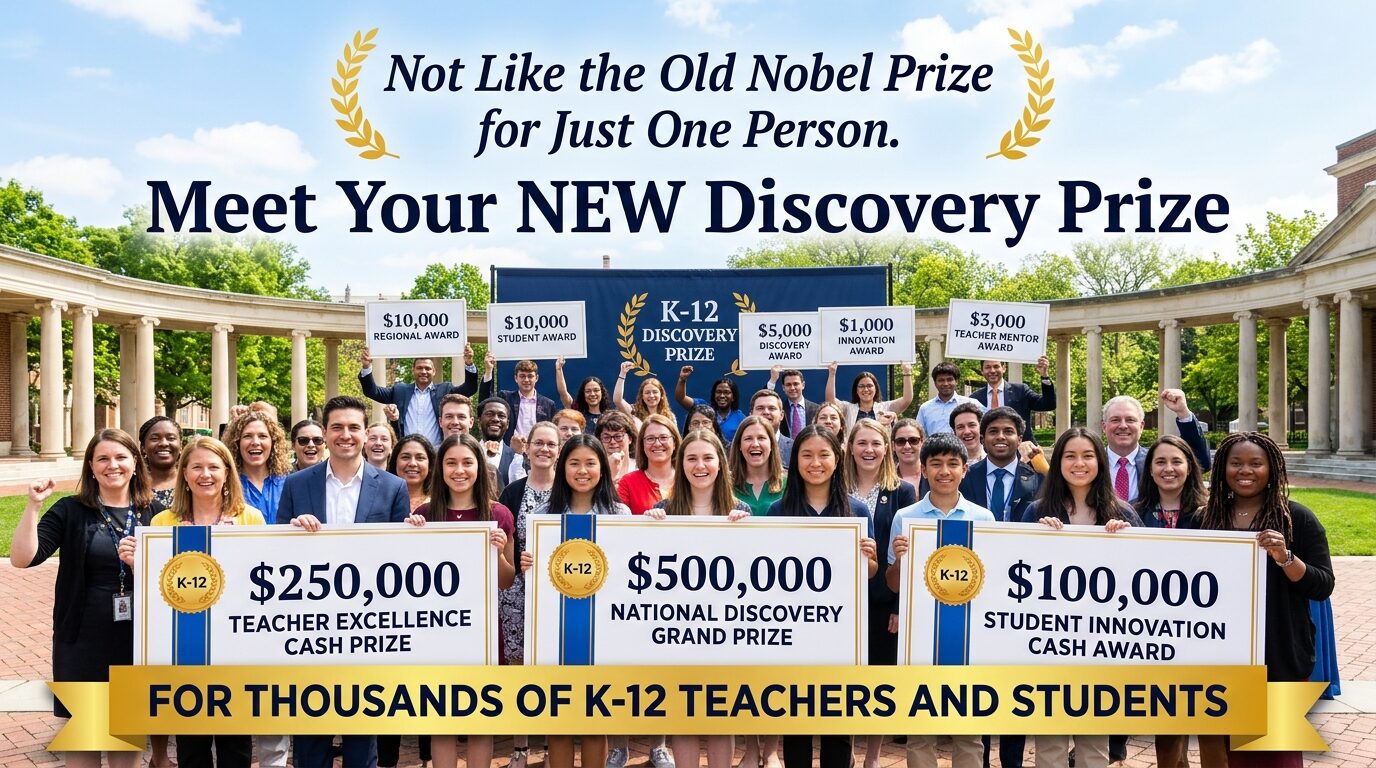 Not Like the Old Nobel Prize
for Just One Person.
Meet Your NEW Discovery Prize
$10,000
REGIONAL AWARD
$10,000
STUDENT AWARD
K-12
DISCOVERY
PRIZE
$5,000
DISCOVERY
AWARD
$1,000
INNOVATION
AWARD
$3,000
TEACHER MENTOR
AWARD
K-12
$250,000
TEACHER EXCELLENCE
CASH PRIZE
K-12
$500,000
NATIONAL DISCOVERY
GRAND PRIZE
K-12
$100,000
STUDENT INNOVATION
CASH AWARD
FOR THOUSANDS OF K-12 TEACHERS AND STUDENTS